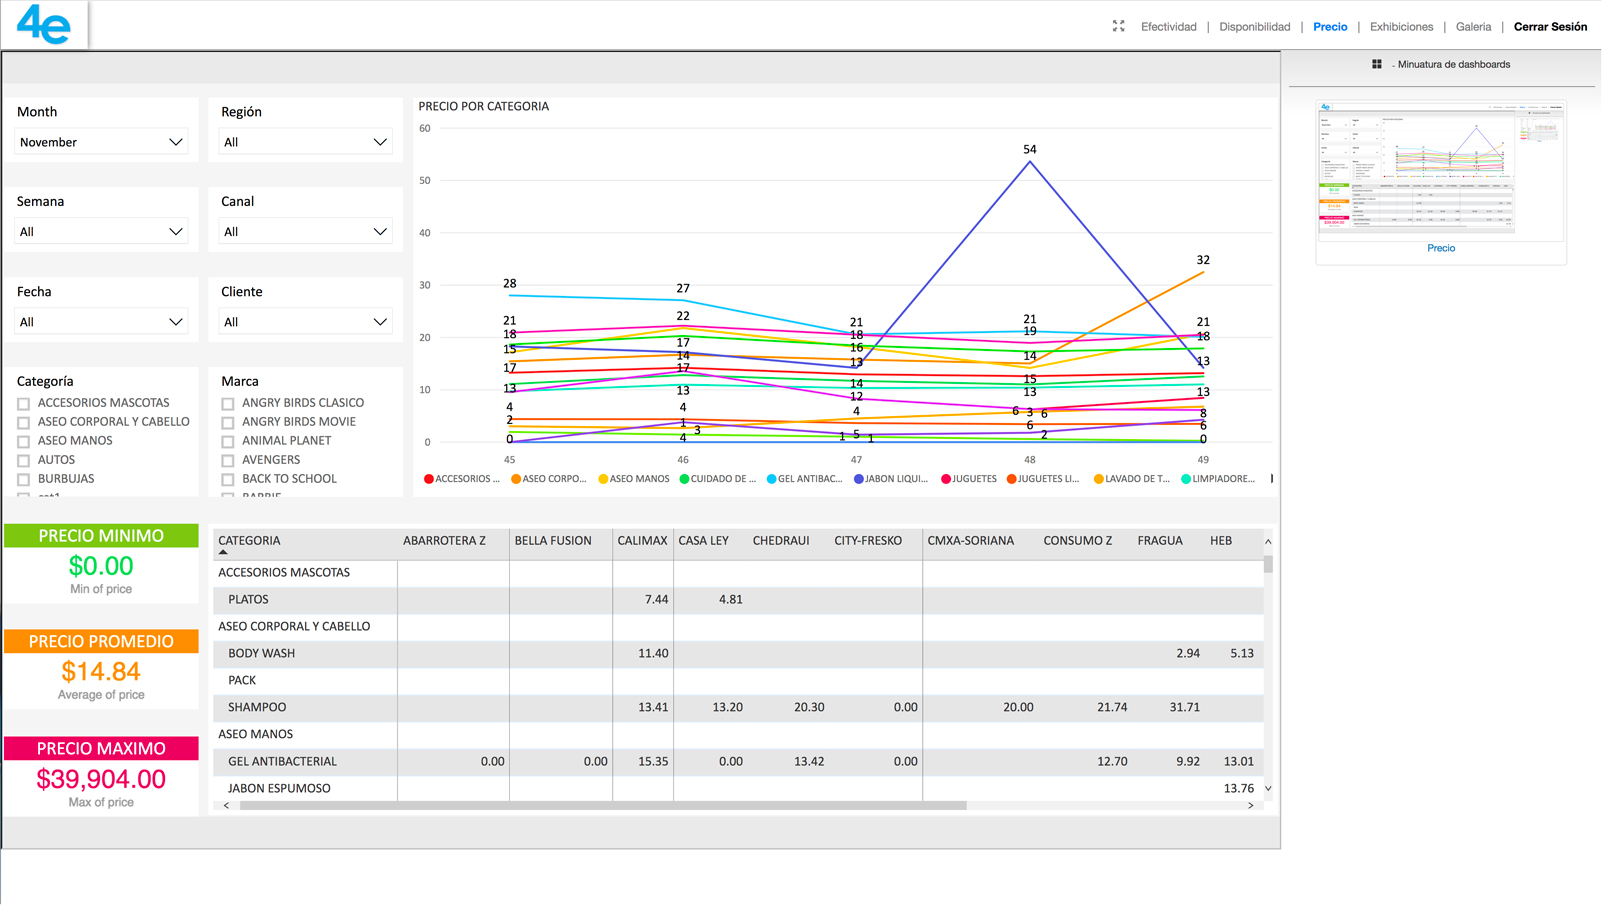 4e
Efectividad | Disponibilidad | Precio | Exhibiciones | Galeria | Cerrar Sesión
- Minuatura de dashboards
Precio
Month
November
Región
All
Semana
All
Canal
All
Fecha
All
Cliente
All
Categoría
ACCESORIOS MASCOTAS
ASEO CORPORAL Y CABELLO
ASEO MANOS
AUTOS
BURBUJAS
Marca
ANGRY BIRDS CLASICO
ANGRY BIRDS MOVIE
ANIMAL PLANET
AVENGERS
BACK TO SCHOOL
PRECIO POR CATEGORIA
60
50
40
30
20
10
0
28 21 18 15 17 13 4 2 0
27 22 17 14 17 13 4 1 3 4
21 18 16 13 14 12 4 1 5 1
54 21 19 14 15 13 6 3 6 6 2
32 21 18 13 13 8 6 0
45 46 47 48 49
ACCESORIOS ... ASEO CORPO... ASEO MANOS CUIDADO DE ... GEL ANTIBAC... JABON LIQUI... JUGUETES JUGUETES LI... LAVADO DE T... LIMPIADORE...
PRECIO MINIMO
$0.00
Min of price
PRECIO PROMEDIO
$14.84
Average of price
PRECIO MAXIMO
$39,904.00
Max of price
CATEGORIA ABARROTERA Z BELLA FUSION CALIMAX CASA LEY CHEDRAUI CITY-FRESKO CMXA-SORIANA CONSUMO Z FRAGUA HEB
ACCESORIOS MASCOTAS
PLATOS 7.44 4.81
ASEO CORPORAL Y CABELLO
BODY WASH 11.40 2.94 5.13
PACK
SHAMPOO 13.41 13.20 20.30 0.00 20.00 21.74 31.71
ASEO MANOS
GEL ANTIBACTERIAL 0.00 0.00 15.35 0.00 13.42 0.00 12.70 9.92 13.01
JABON ESPUMOSO 13.76